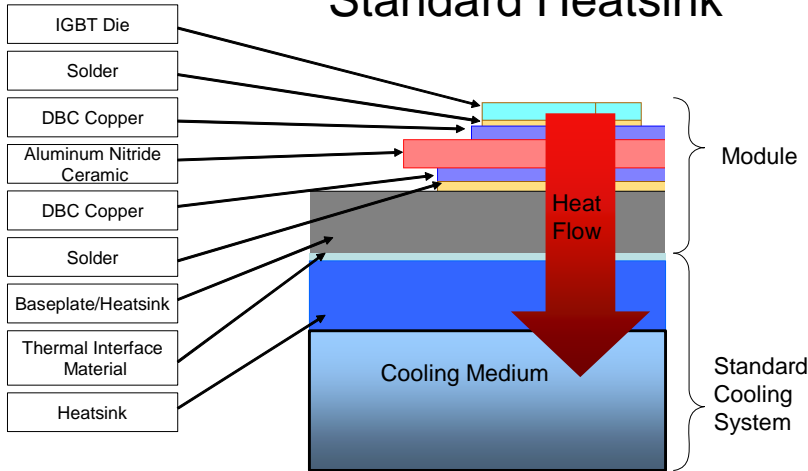 Standard Heatsink
IGBT Die
Solder
DBC Copper
Aluminum Nitride
Ceramic
DBC Copper
Solder
Baseplate/Heatsink
Thermal Interface
Material
Heatsink
Heat
Flow
Cooling Medium
Module
Standard
Cooling
System